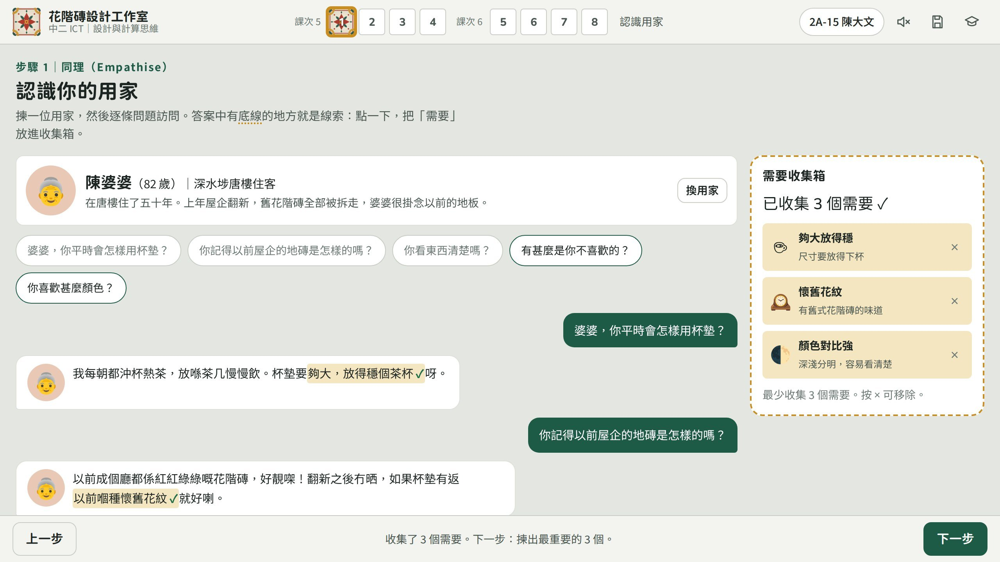 花階磚設計工作室
中二 ICT｜設計與計算思維
課次 5
1
2
3
4
課次 6
5
6
7
8
認識用家
2A-15 陳大文
步驟 1｜同理（Empathise）
認識你的用家
揀一位用家，然後逐條問題訪問。答案中有底線的地方就是線索：點一下，把「需要」
放進收集箱。
陳婆婆（82 歲）｜深水埗唐樓住客
在唐樓住了五十年。上年屋企翻新，舊花階磚全部被拆走，婆婆很掛念以前的地板。
換用家
婆婆，你平時會怎樣用杯墊？
你記得以前屋企的地磚是怎樣的嗎？
你看東西清楚嗎？
有甚麼是你不喜歡的？
你喜歡甚麼顏色？
婆婆，你平時會怎樣用杯墊？
我每朝都沖杯熱茶，放喺茶几慢慢飲。杯墊要夠大，放得穩個茶杯 ✓呀。
你記得以前屋企的地磚是怎樣的嗎？
以前成個廳都係紅紅綠綠嘅花階磚，好靚㗎！翻新之後冇晒，如果杯墊有返
以前嗰種懷舊花紋 ✓就好喇。
需要收集箱
已收集 3 個需要 ✓
夠大放得穩
尺寸要放得下杯
×
懷舊花紋
有舊式花階磚的味道
×
顏色對比強
深淺分明，容易看清楚
×
最少收集 3 個需要。按 × 可移除。
上一步
收集了 3 個需要。下一步：揀出最重要的 3 個。
下一步